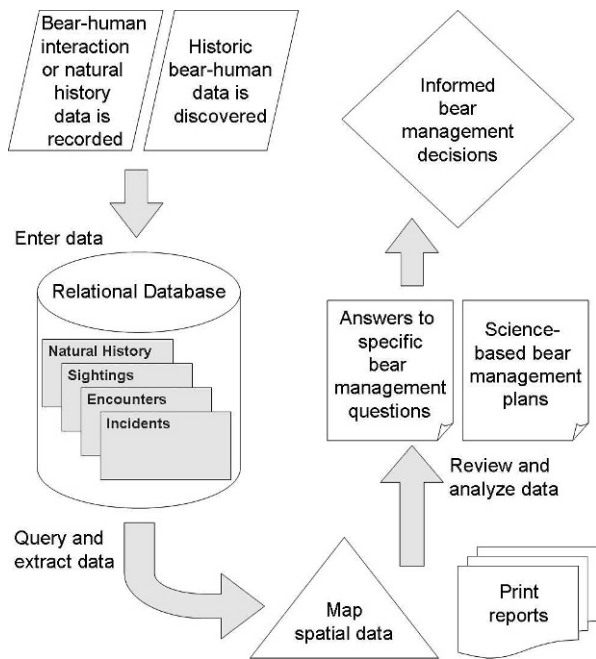 Bear-human
interaction
or natural
history
data is
recorded
Historic
bear-human
data is
discovered
Enter data
Relational Database
Natural History
Sightings
Encounters
Incidents
Query and
extract data
Map
spatial data
Print
reports
Review and
analyze data
Answers to
specific
bear
management
questions
Science-
based bear
management
plans
Informed
bear
management
decisions